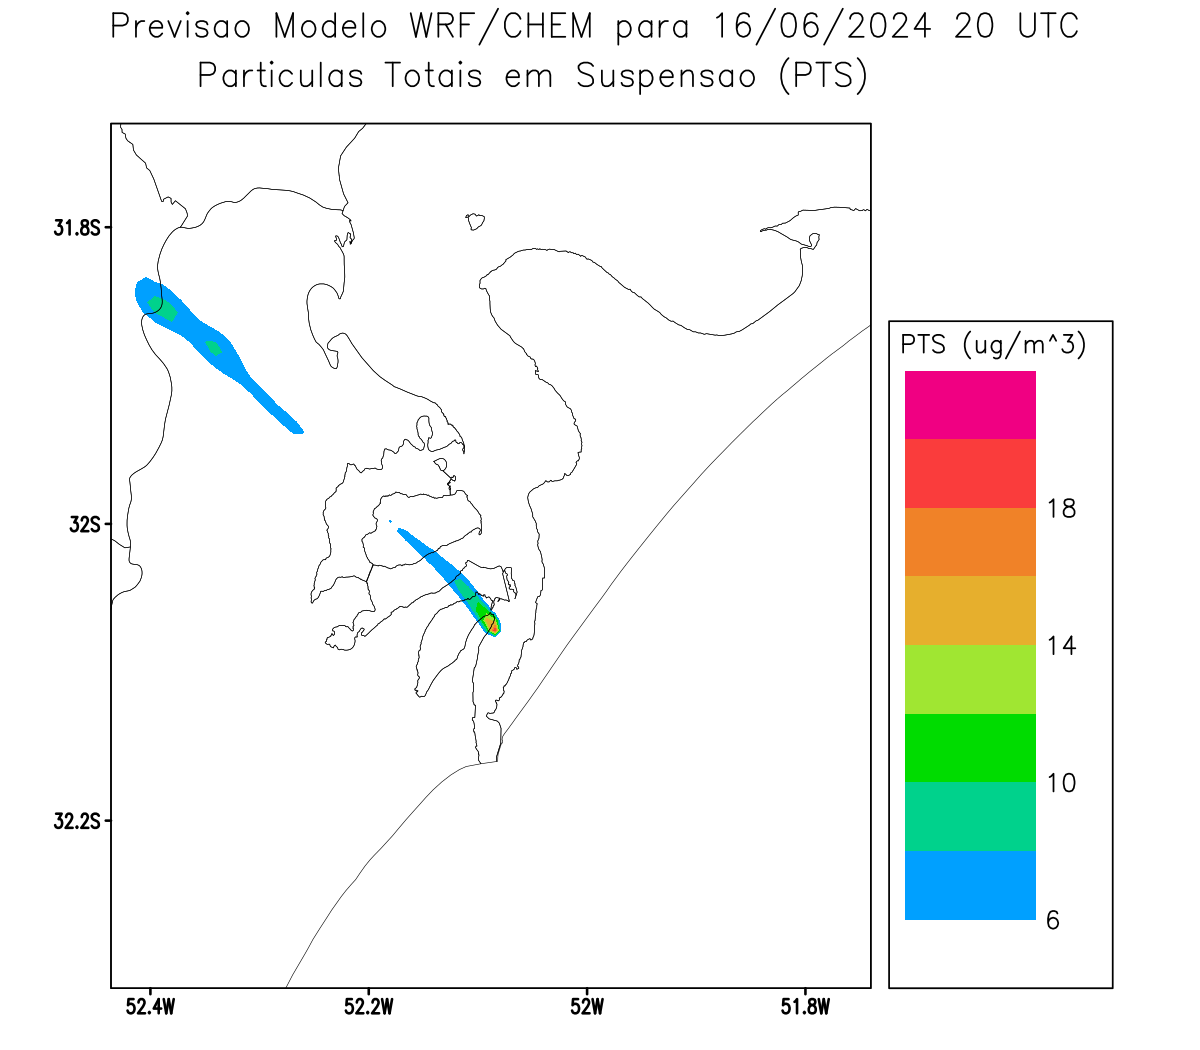 Previsao Modelo WRF/CHEM para 16/06/2024 20 UTC
Particulas Totais em Suspensao (PTS)
31.8S
32S
32.2S
52.4W
52.2W
52W
51.8W
PTS (ug/m^3)
18
14
10
6